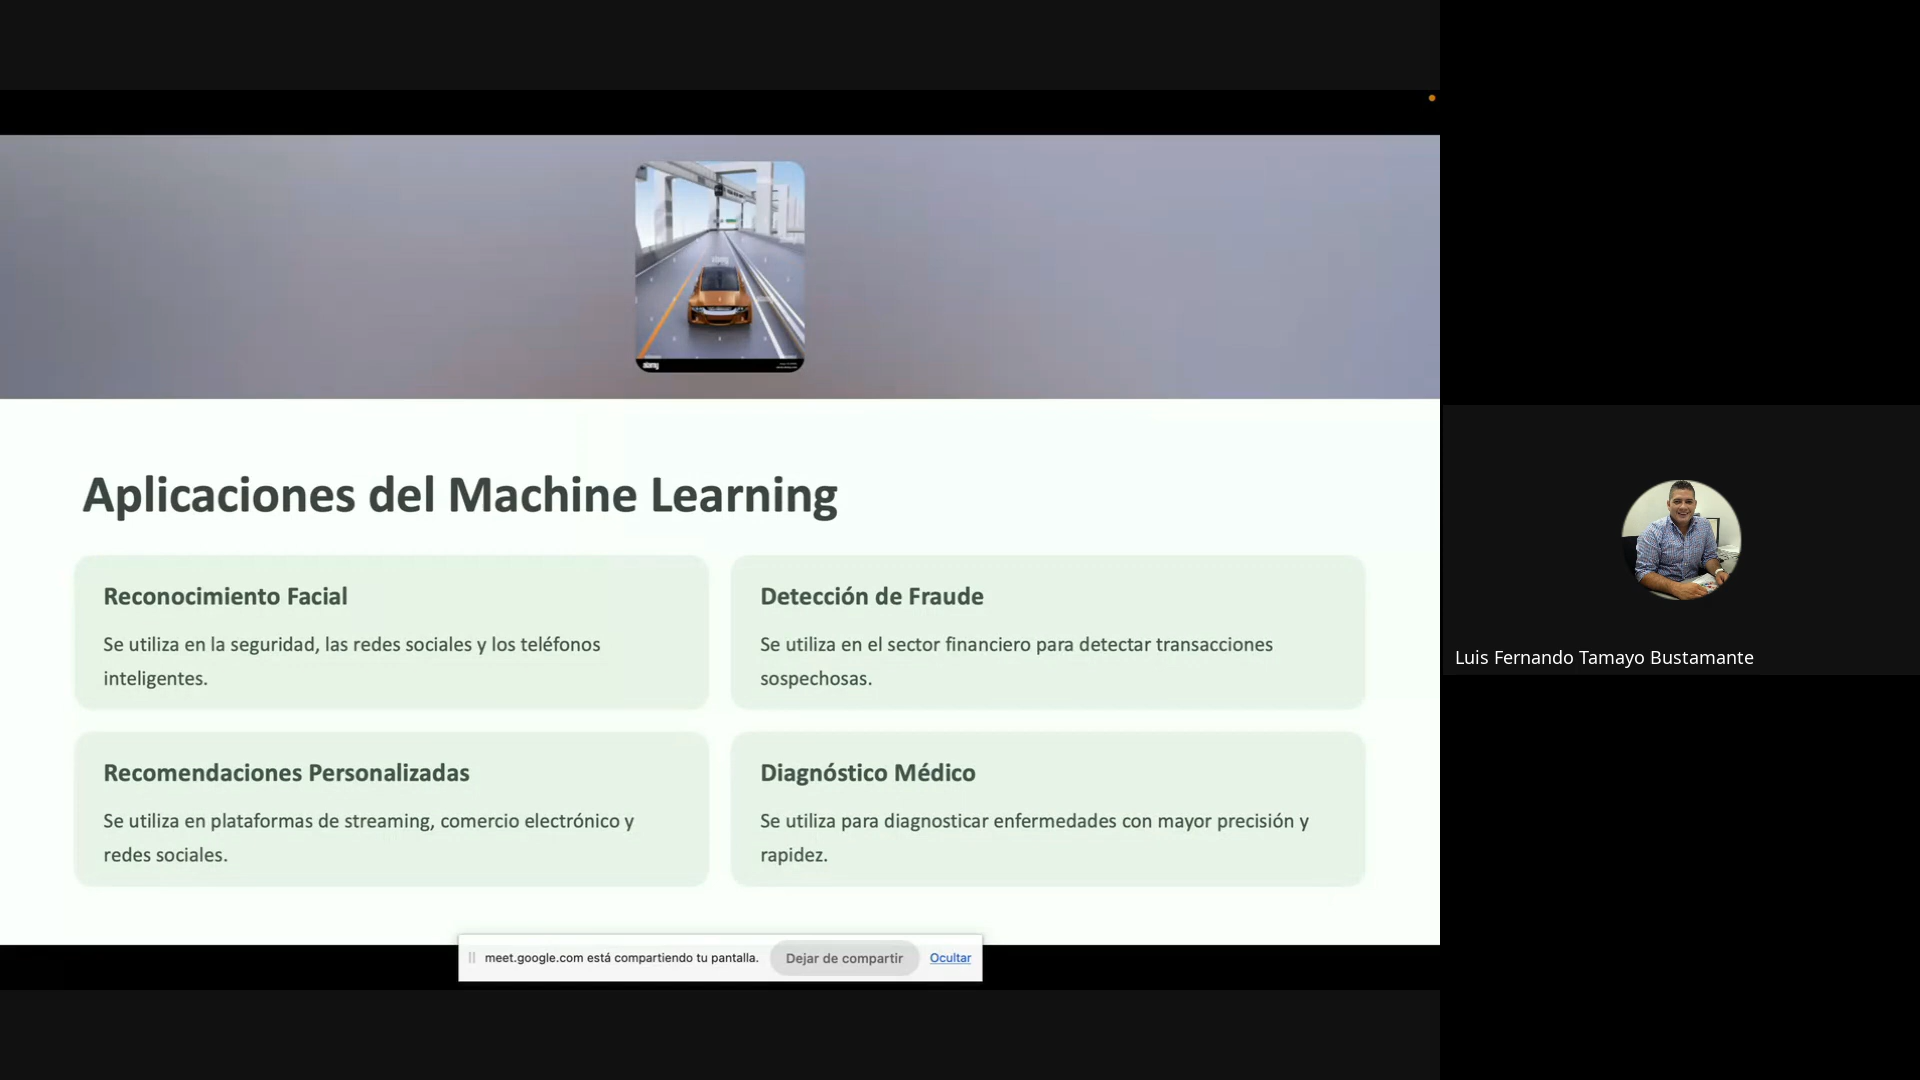 alamy
Aplicaciones del Machine Learning
Reconocimiento Facial
Se utiliza en la seguridad, las redes sociales y los teléfonos
inteligentes.
Detección de Fraude
Se utiliza en el sector financiero para detectar transacciones
sospechosas.
Recomendaciones Personalizadas
Se utiliza en plataformas de streaming, comercio electrónico y
redes sociales.
Diagnóstico Médico
Se utiliza para diagnosticar enfermedades con mayor precisión y
rapidez.
meet.google.com está compartiendo tu pantalla.
Dejar de compartir
Ocultar
Luis Fernando Tamayo Bustamante